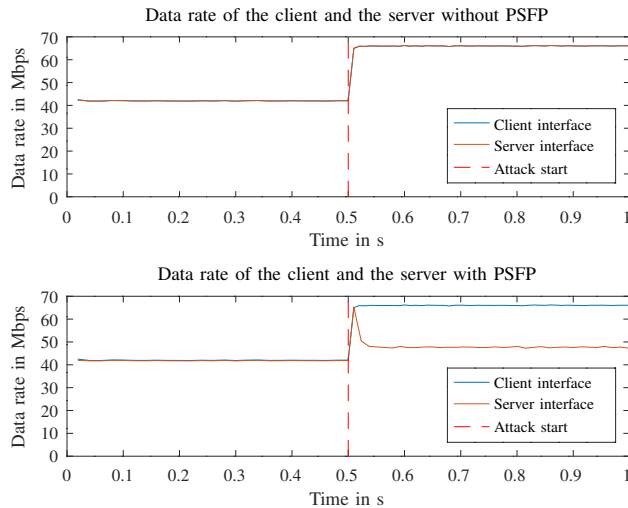 Data rate of the client and the server without PSFP
70
60
50
40
30
20
10
0
Data rate in Mbps
Client interface
Server interface
Attack start
0 0.1 0.2 0.3 0.4 0.5 0.6 0.7 0.8 0.9 1
Time in s
Data rate of the client and the server with PSFP
70
60
50
40
30
20
10
0
Data rate in Mbps
Client interface
Server interface
Attack start
0 0.1 0.2 0.3 0.4 0.5 0.6 0.7 0.8 0.9 1
Time in s